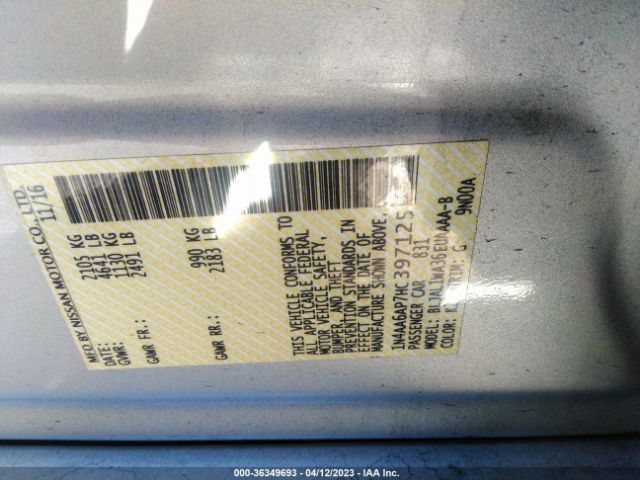 MFD BY NISSAN MOTOR CO., LTD.
DATE: 11/16
GVWR: 2105 KG
4641 LB
GAWR FR.: 1130 KG
2491 LB
GAWR RR.: 990 KG
2183 LB
THIS VEHICLE CONFORMS TO
ALL APPLICABLE FEDERAL
MOTOR VEHICLE SAFETY,
BUMPER, AND THEFT
PREVENTION STANDARDS IN
EFFECT ON THE DATE OF
MANUFACTURE SHOWN ABOVE.
1N4AA6AP7HC397125
PASSENGER CAR 831
MODEL: AAA-B
COLOR: TRIM: G 9N00A
000-36349693 - 04/12/2023 - IAA Inc.